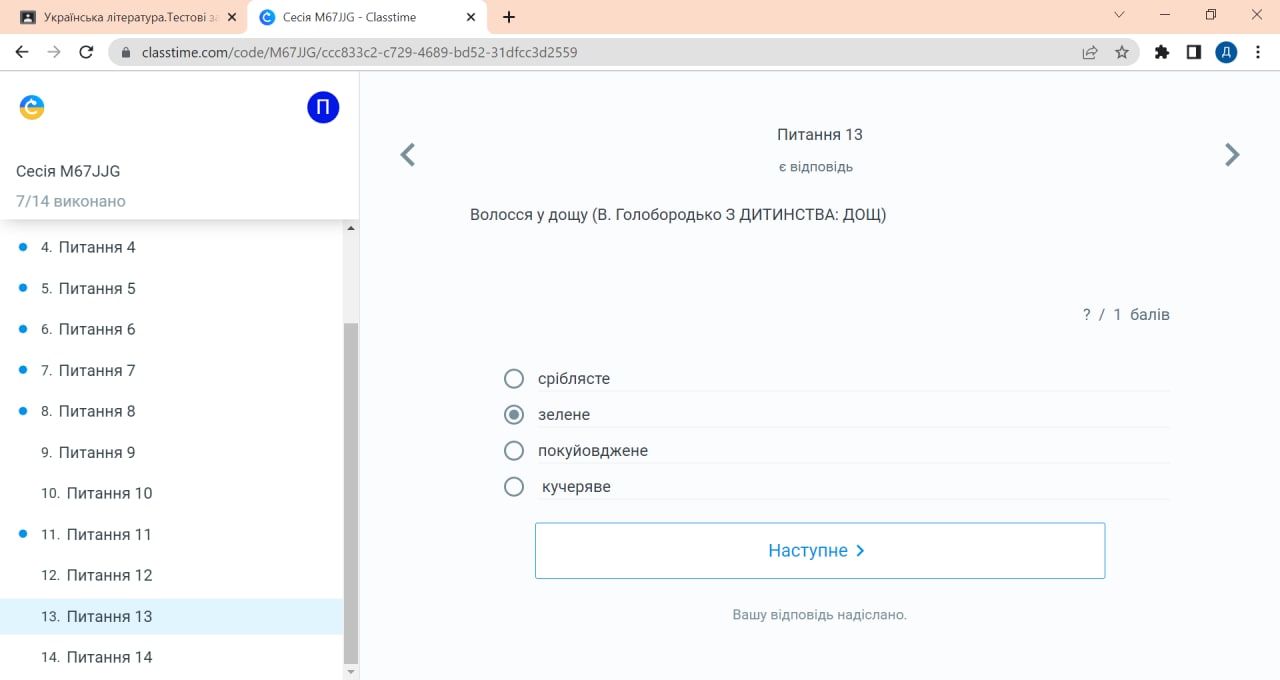 Українська література.Тестові за
Сесія M67JJG - Classtime
classtime.com/code/M67JJG/ccc833c2-c729-4689-bd52-31dfcc3d2559
Д
П
Сесія M67JJG
7/14 виконано
4. Питання 4
5. Питання 5
6. Питання 6
7. Питання 7
8. Питання 8
9. Питання 9
10. Питання 10
11. Питання 11
12. Питання 12
13. Питання 13
14. Питання 14
Питання 13
є відповідь
Волосся у дощу (В. Голобородько З ДИТИНСТВА: ДОЩ)
? / 1 балів
сріблясте
зелене
покуйовджене
кучеряве
Наступне
Вашу відповідь надіслано.